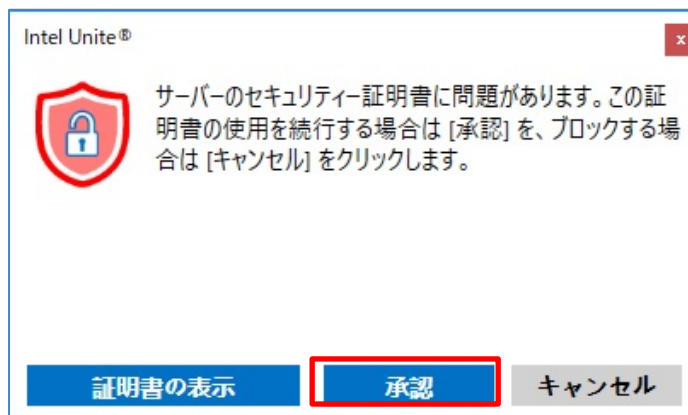 Intel Unite®
x
サーバーのセキュリティー証明書に問題があります。この証
明書の使用を続行する場合は [承認] を、ブロックする場
合は [キャンセル] をクリックします。
証明書の表示 承認 キャンセル